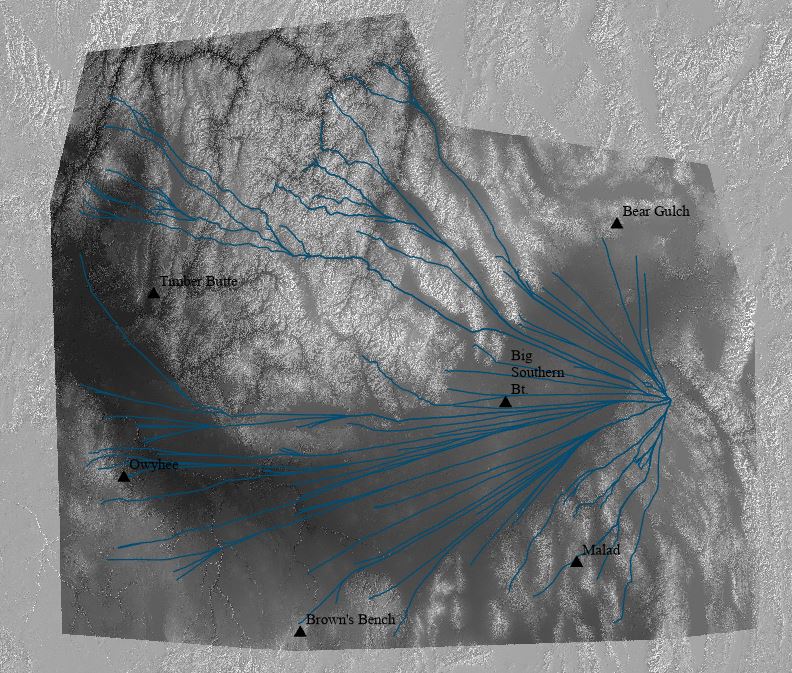 Bear Gulch
Timber Butte
Big
Southern
Bt.
Owyhee
Malad
Brown's Bench